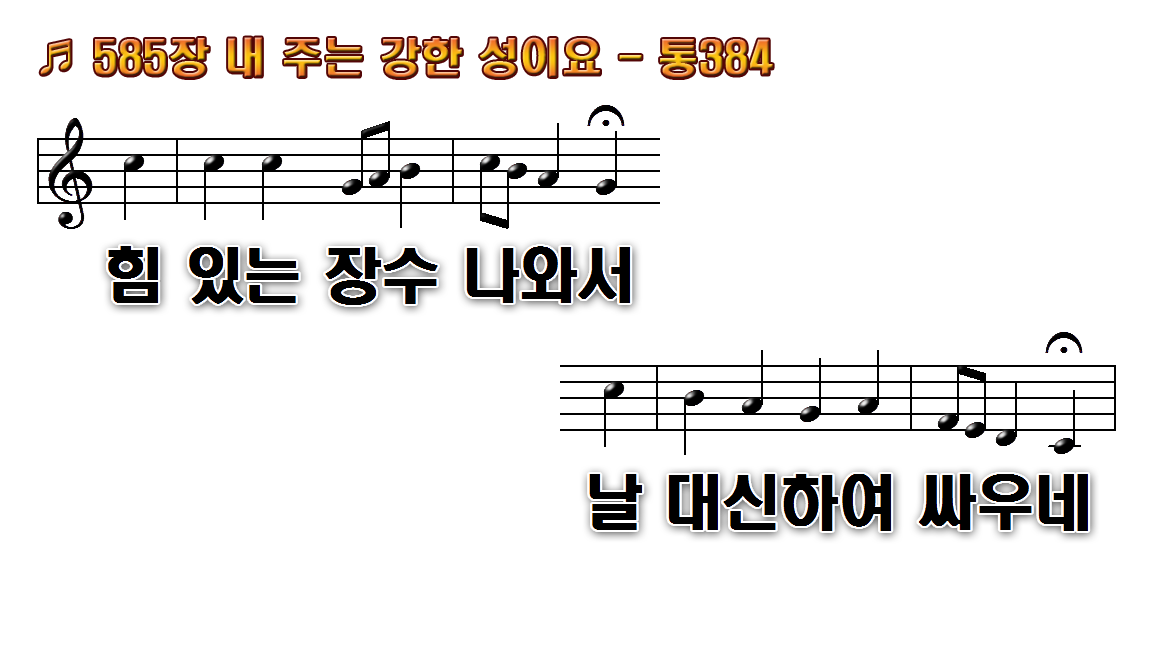 ♬ 585장 내 주는 강한 성이요 - 통384
힘 있는 장수 나와서
날 대신하여 싸우네